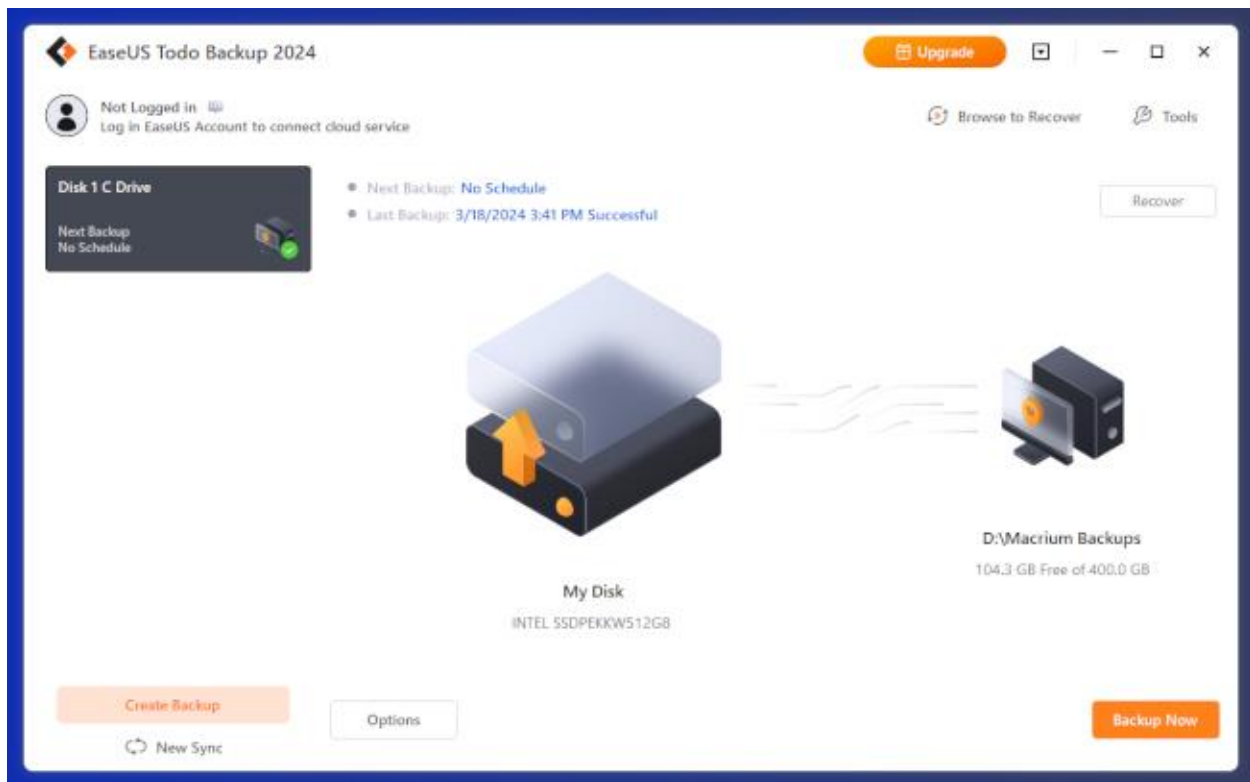 EaseUS Todo Backup 2024
Upgrade
Not Logged in
Log in EaseUS Account to connect cloud service
Browse to Recover
Tools
Disk 1 C Drive
Next Backup
No Schedule
Next Backup: No Schedule
Last Backup: 3/18/2024 3:41 PM Successful
Recover
D:\Macrium Backups
104.3 GB Free of 400.0 GB
My Disk
INTEL SSDPEKKW512G8
Create Backup
New Sync
Options
Backup Now